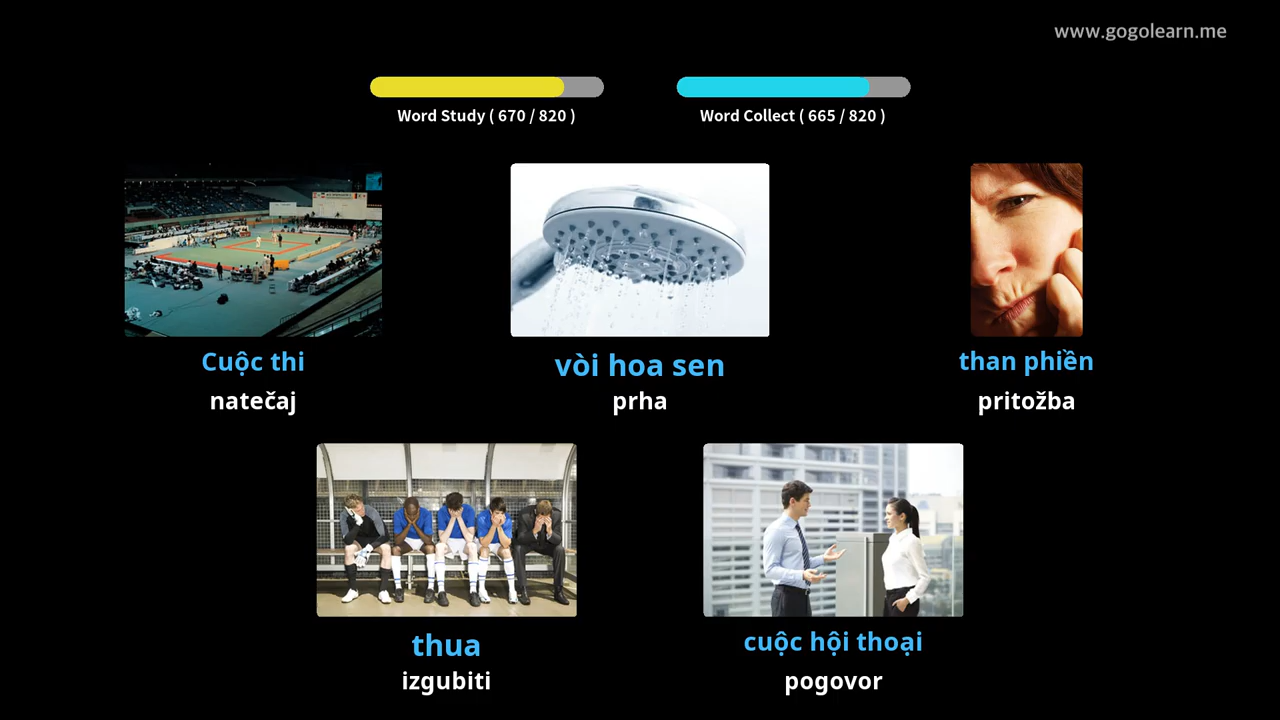 www.gogolearn.me
Word Study ( 670 / 820 )
Word Collect ( 665 / 820 )
Cuộc thi
natečaj
vòi hoa sen
prha
than phiền
pritožba
thua
izgubiti
cuộc hội thoại
pogovor